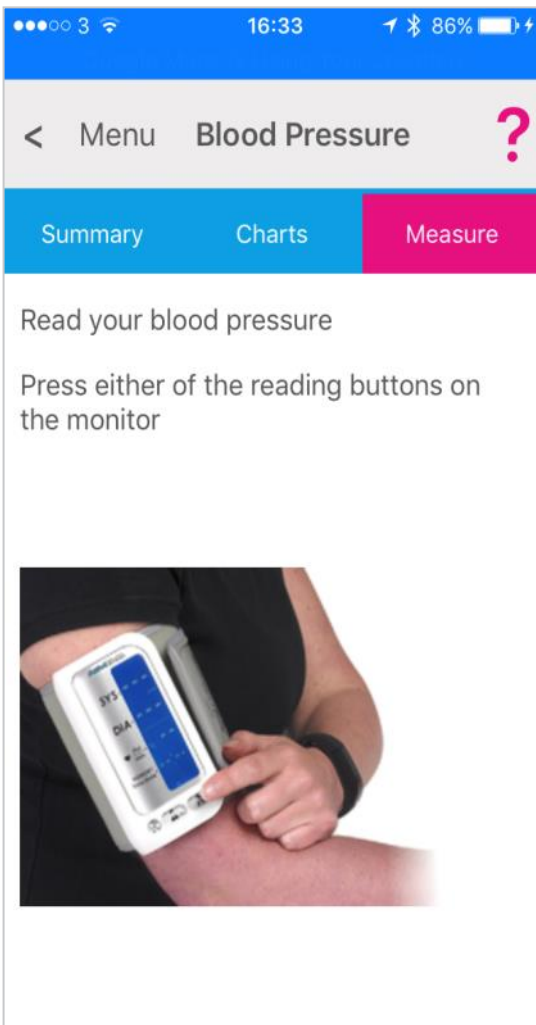 3 16:33 86%
< Menu Blood Pressure ?
Summary Charts Measure
Read your blood pressure
Press either of the reading buttons on
the monitor
SYS
DIA